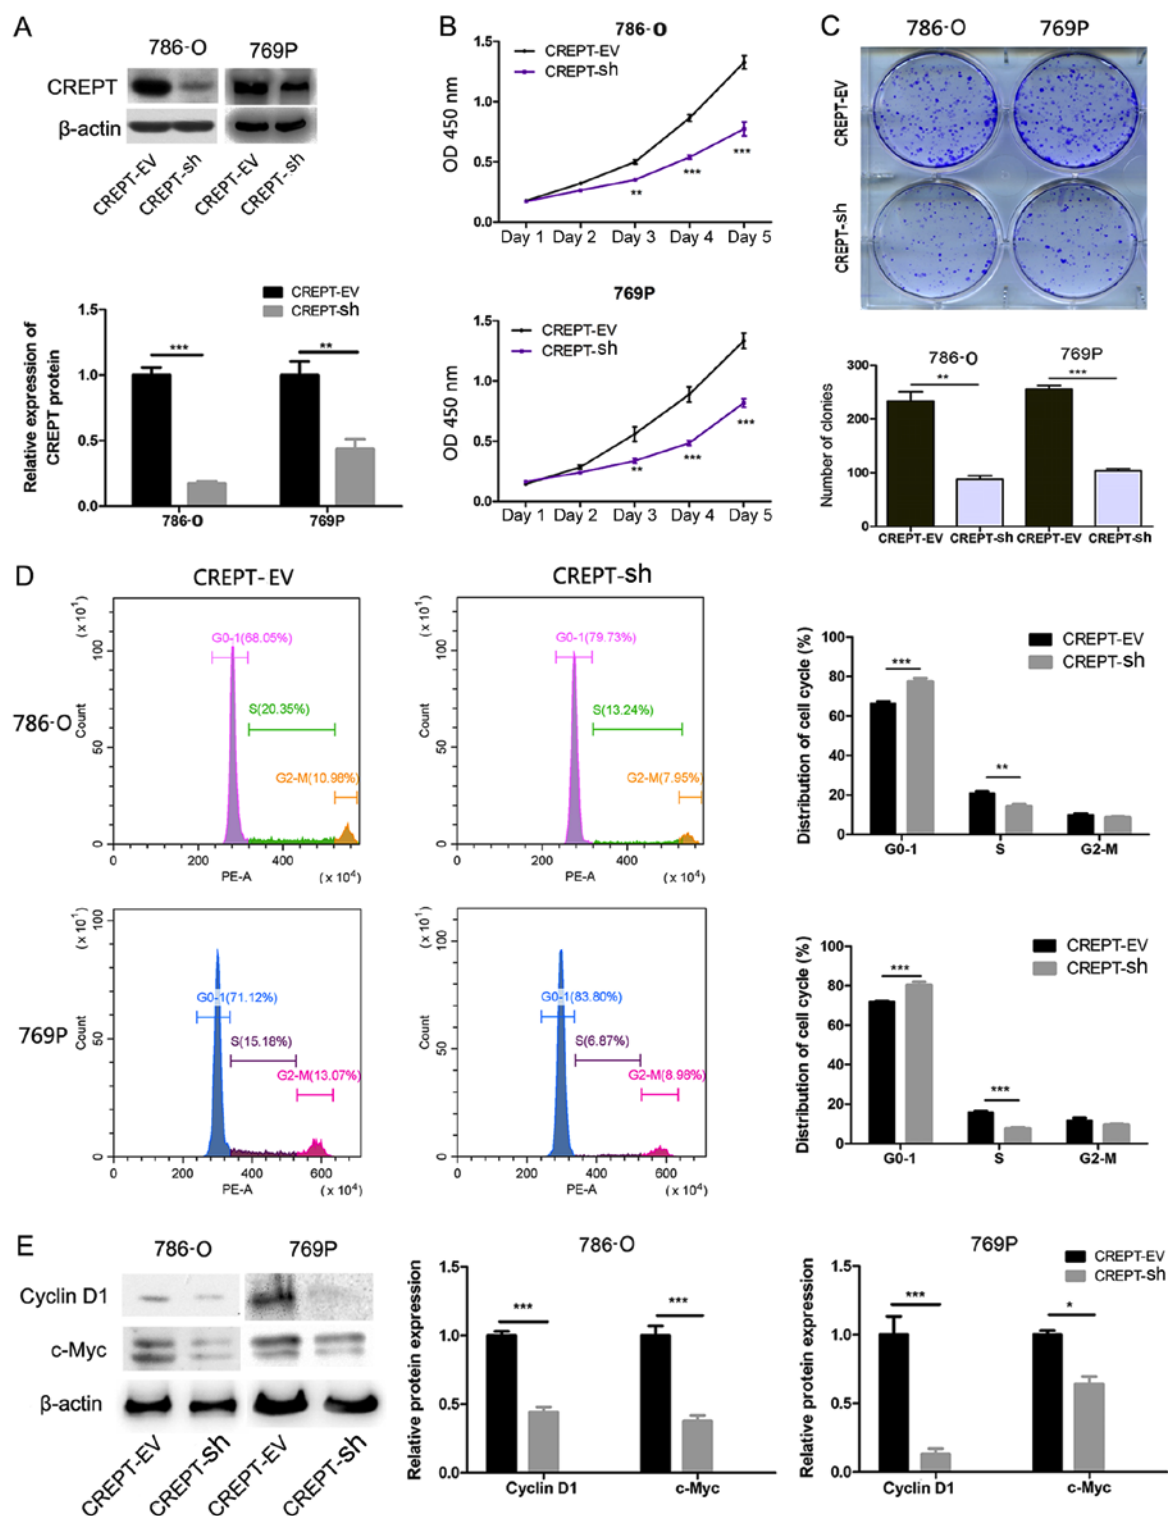 A
786-O 769P
CREPT
β-actin
CREPT-EV
CREPT-sh
CREPT-EV
CREPT-sh
CREPT-EV
CREPT-sh
Relative expression of
CREPT protein
1.5
1.0
0.5
0.0
***
**
786-O 769P
B
786-O
CREPT-EV
CREPT-sh
OD 450 nm
1.5
1.0
0.5
0.0
**
***
***
Day 1 Day 2 Day 3 Day 4 Day 5
769P
CREPT-EV
CREPT-sh
OD 450 nm
1.5
1.0
0.5
0.0
**
***
***
Day 1 Day 2 Day 3 Day 4 Day 5
C
786-O 769P
CREPT-EV
CREPT-sh
786-O 769P
Number of clonies
300
200
100
0
**
***
CREPT-EV CREPT-sh CREPT-EV CREPT-sh
D
CREPT-EV CREPT-sh
786-O
(x 10¹)
Count
100
50
0
G0-1(68.05%)
S(20.35%)
G2-M(10.98%)
0 200 400 600
PE-A (x 10⁴)
(x 10¹)
Count
100
50
0
G0-1(79.73%)
S(13.24%)
G2-M(7.95%)
0 200 400 600
PE-A (x 10⁴)
Distribution of cell cycle (%)
100
80
60
40
20
0
CREPT-EV
CREPT-sh
***
**
G0-1 S G2-M
769P
(x 10¹)
Count
100
50
0
G0-1(71.12%)
S(15.18%)
G2-M(13.07%)
0 200 400 600
PE-A (x 10⁴)
(x 10¹)
Count
100
50
0
G0-1(83.80%)
S(6.87%)
G2-M(8.98%)
0 200 400 600
PE-A (x 10⁴)
Distribution of cell cycle (%)
100
80
60
40
20
0
CREPT-EV
CREPT-sh
***
***
G0-1 S G2-M
E
786-O 769P
Cyclin D1
c-Myc
β-actin
CREPT-EV
CREPT-sh
CREPT-EV
CREPT-sh
786-O
Relative protein expression
1.5
1.0
0.5
0.0
***
***
Cyclin D1 c-Myc
769P
CREPT-EV
CREPT-sh
Relative protein expression
1.5
1.0
0.5
0.0
***
*
Cyclin D1 c-Myc